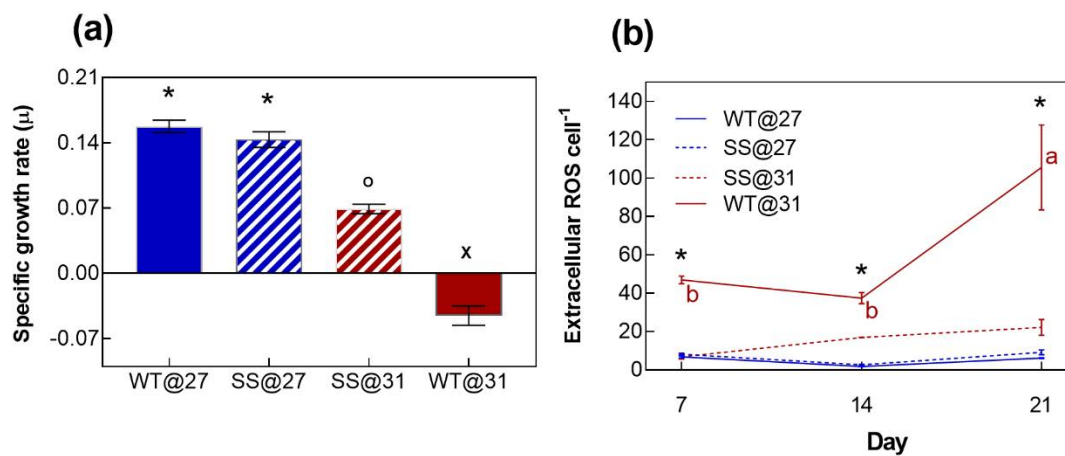 (a)
Specific growth rate (μ)
0.21
0.14
0.07
0.00
-0.07
*
*
o
x
WT@27
SS@27
SS@31
WT@31
(b)
Extracellular ROS cell⁻¹
140
120
100
80
60
40
20
0
WT@27
SS@27
SS@31
WT@31
*
*
*
a
b
b
7
14
21
Day